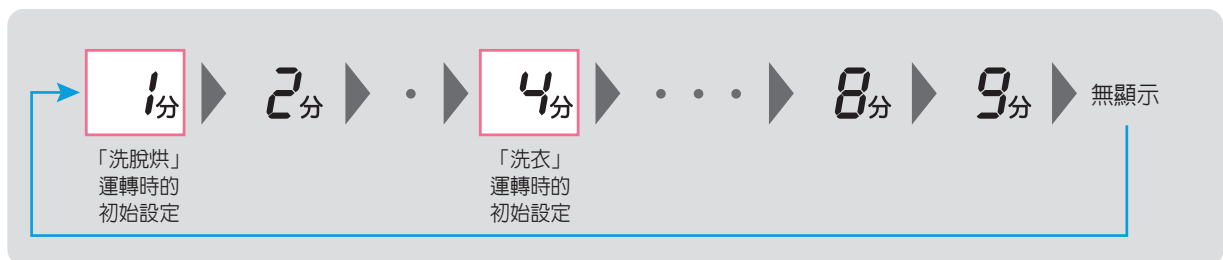 1分 2分 · 4分 · · · 8分 9分 無顯示
「洗脫烘」
運轉時的
初始設定
「洗衣」
運轉時的
初始設定